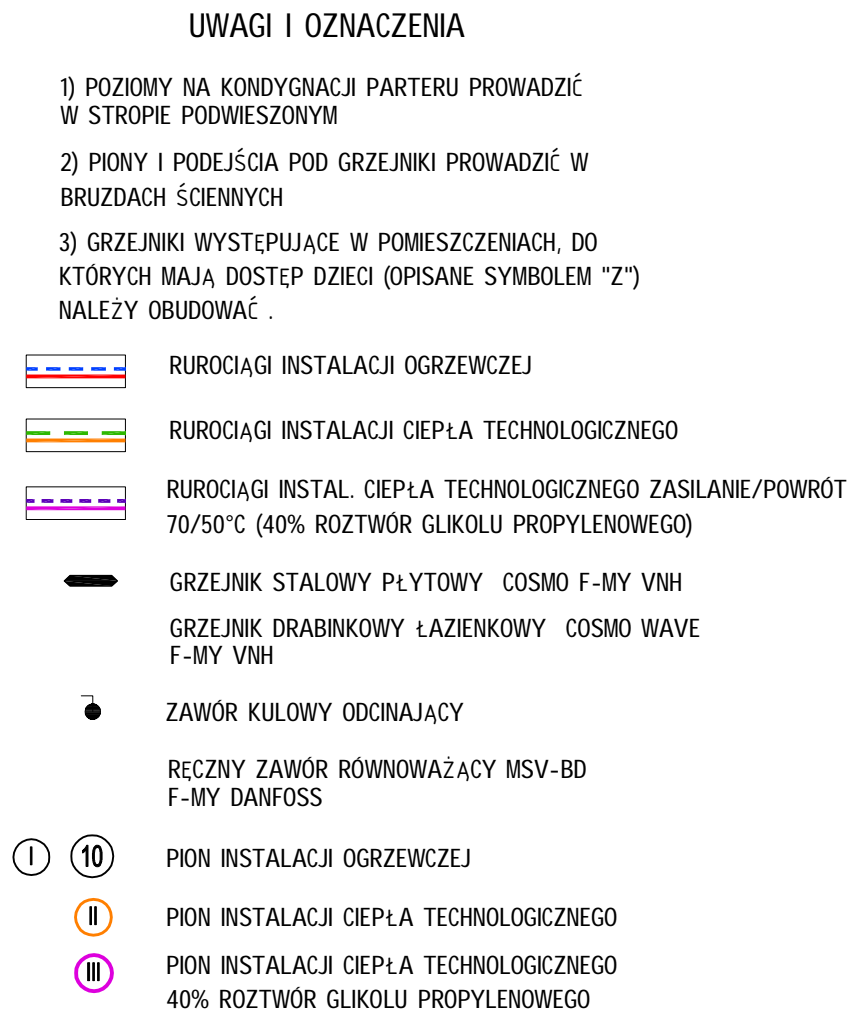 UWAGI I OZNACZENIA
1) POZIOMY NA KONDYGNACJI PARTERU PROWADZIĆ
W STROPIE PODWIESZONYM
2) PIONY I PODEJŚCIA POD GRZEJNIKI PROWADZIĆ W
BRUZDACH ŚCIENNYCH
3) GRZEJNIKI WYSTĘPUJĄCE W POMIESZCZENIACH, DO
KTÓRYCH MAJĄ DOSTĘP DZIECI (OPISANE SYMBOLEM "Z")
NALEŻY OBUDOWAĆ .
RUROCIĄGI INSTALACJI OGRZEWCZEJ
RUROCIĄGI INSTALACJI CIEPŁA TECHNOLOGICZNEGO
RUROCIĄGI INSTAL. CIEPŁA TECHNOLOGICZNEGO ZASILANIE/POWRÓT
70/50°C (40% ROZTWÓR GLIKOLU PROPYLENOWEGO)
GRZEJNIK STALOWY PŁYTOWY COSMO F-MY VNH
GRZEJNIK DRABINKOWY ŁAZIENKOWY COSMO WAVE
F-MY VNH
ZAWÓR KULOWY ODCINAJĄCY
RĘCZNY ZAWÓR RÓWNOWAŻĄCY MSV-BD
F-MY DANFOSS
I 10 PION INSTALACJI OGRZEWCZEJ
II PION INSTALACJI CIEPŁA TECHNOLOGICZNEGO
III PION INSTALACJI CIEPŁA TECHNOLOGICZNEGO
40% ROZTWÓR GLIKOLU PROPYLENOWEGO